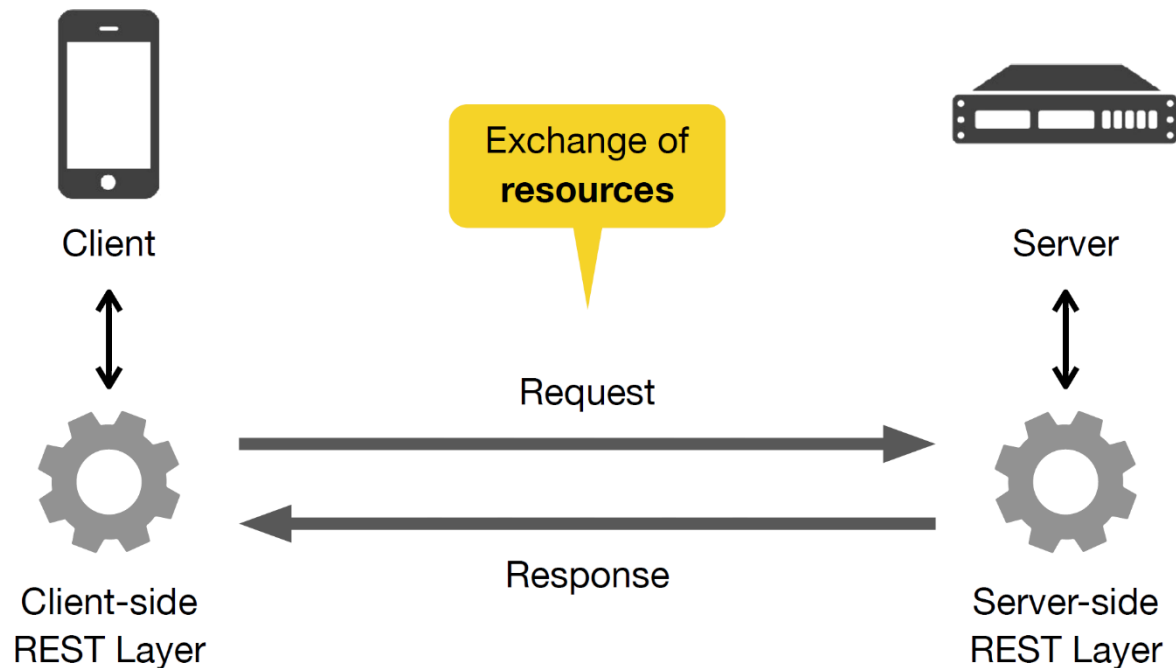 Exchange of
resources
Client
Server
Request
Response
Client-side
REST Layer
Server-side
REST Layer